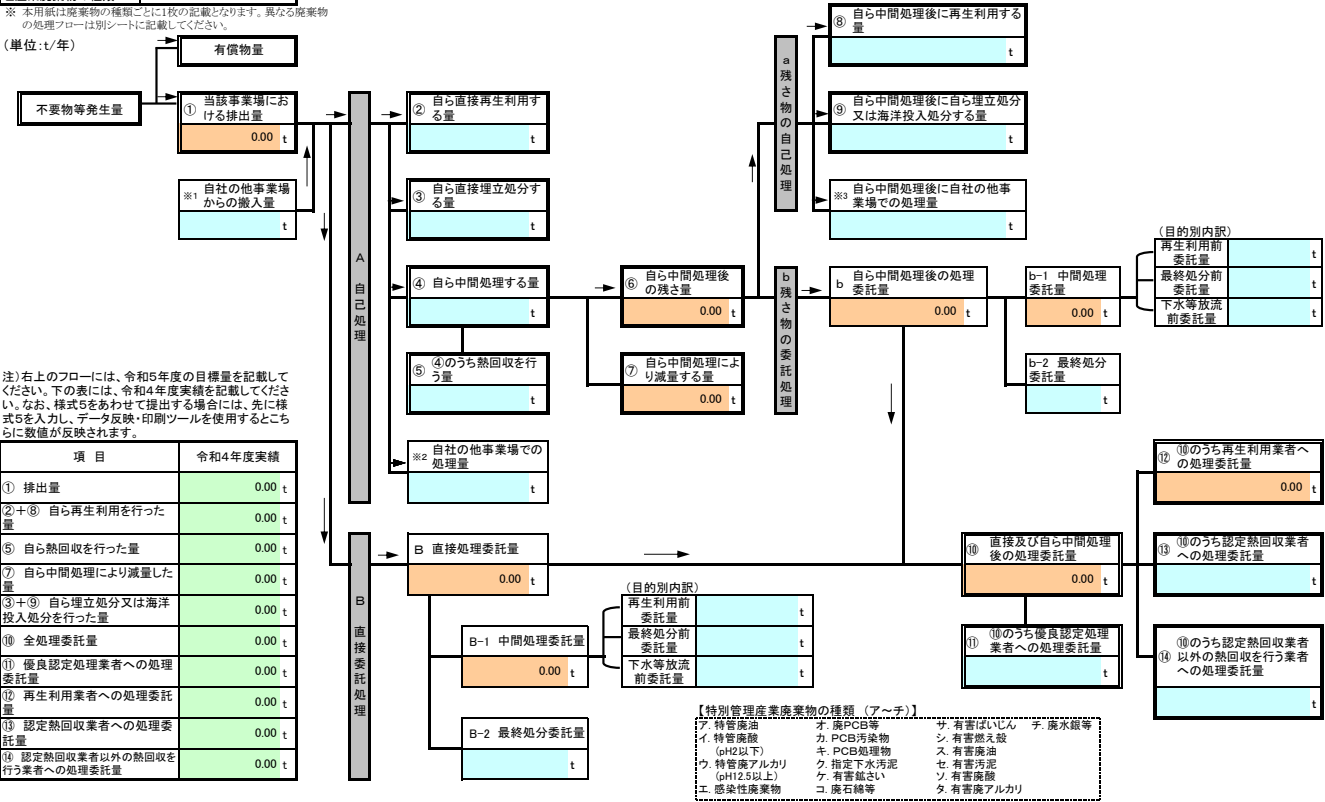 ※ 本用紙は廃棄物の種類ごとに1枚の記載となります。異なる廃棄物
の処理フローは別シートに記載してください。
(単位:t/年)
有償物量
不要物等発生量
① 当該事業場にお
ける排出量
0.00 t
※1 自社の他事業場
からの搬入量
t
A 自己処理
② 自ら直接再生利用す
る量
t
③ 自ら直接埋立処分す
る量
t
④ 自ら中間処理する量
t
⑤ ④のうち熱回収を行
う量
t
※2 自社の他事業場での
処理量
t
⑥ 自ら中間処理後
の残さ量
0.00 t
⑦ 自ら中間処理によ
り減量する量
0.00 t
a 残さ物の自己処理
⑧ 自ら中間処理後に再生利用する
量
t
⑨ 自ら中間処理後に自ら埋立処分
又は海洋投入処分する量
t
※3 自ら中間処理後に自社の他事
業場での処理量
t
b 残さ物の委託処理
b 自ら中間処理後の処理
委託量
0.00 t
b-1 中間処理
委託量
0.00 t
(目的別内訳)
再生利用前
委託量
t
最終処分前
委託量
t
下水等放流
前委託量
t
b-2 最終処分
委託量
t
注)右上のフローには、令和5年度の目標量を記載して
ください。下の表には、令和4年度実績を記載してくださ
い。なお、様式5をあわせて提出する場合には、先に様
式5を入力し、データ反映・印刷ツールを使用するとこち
らに数値が反映されます。
項 目 令和4年度実績
① 排出量 0.00 t
②+⑧ 自ら再生利用を行った
量 0.00 t
⑤ 自ら熱回収を行った量 0.00 t
⑦ 自ら中間処理により減量した
量 0.00 t
③+⑨ 自ら埋立処分又は海洋
投入処分を行った量 0.00 t
⑩ 全処理委託量 0.00 t
⑪ 優良認定処理業者への処理
委託量 0.00 t
⑫ 再生利用業者への処理委託
量 0.00 t
⑬ 認定熱回収業者への処理委
託量 0.00 t
⑭ 認定熱回収業者以外の熱回収を
行う業者への処理委託量 0.00 t
B 直接委託処理
B 直接処理委託量
0.00 t
B-1 中間処理委託量
0.00 t
(目的別内訳)
再生利用前
委託量
t
最終処分前
委託量
t
下水等放流
前委託量
t
B-2 最終処分委託量
t
⑩ 直接及び自ら中間処理
後の処理委託量
0.00 t
⑪ ⑩のうち優良認定処理
業者への処理委託量
t
⑫ ⑩のうち再生利用業者へ
の処理委託量
0.00 t
⑬ ⑩のうち認定熱回収業者
への処理委託量
t
⑭ ⑩のうち認定熱回収業者
以外の熱回収を行う業者
への処理委託量
t
【特別管理産業廃棄物の種類 (ア~チ)】
ア. 特管廃油 オ. 廃PCB等 サ. 有害ばいじん チ. 廃水銀等
イ. 特管廃酸 カ. PCB汚染物 シ. 有害燃え殻
(pH2以下) キ. PCB処理物 ス. 有害廃油
ウ. 特管廃アルカリ ク. 指定下水汚泥 セ. 有害汚泥
(pH12.5以上) ケ. 有害鉱さい ソ. 有害廃酸
エ. 感染性廃棄物 コ. 廃石綿等 タ. 有害廃アルカリ